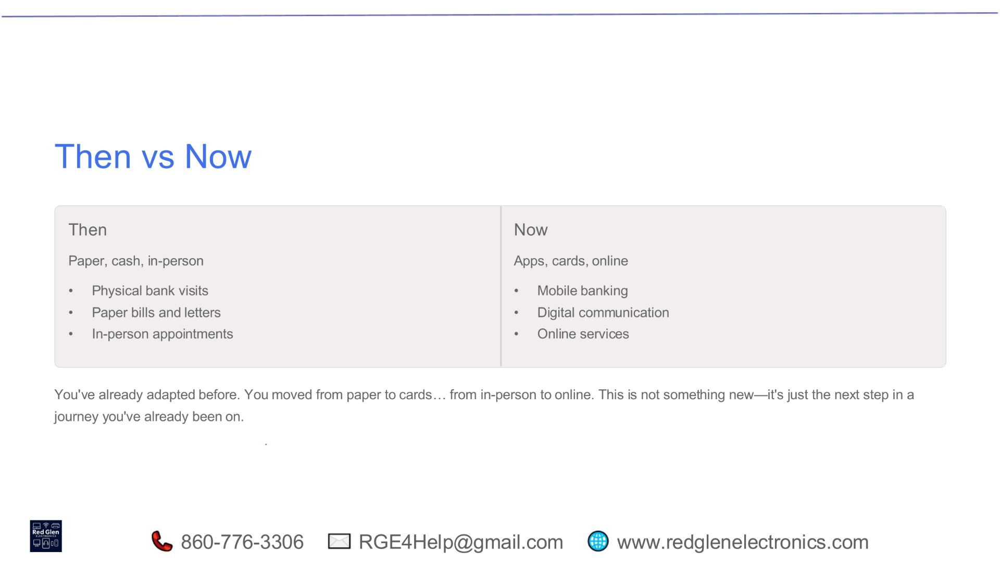 Then vs Now
Then
Paper, cash, in-person
• Physical bank visits
• Paper bills and letters
• In-person appointments
Now
Apps, cards, online
• Mobile banking
• Digital communication
• Online services
You've already adapted before. You moved from paper to cards… from in-person to online. This is not something new—it's just the next step in a
journey you've already been on.
.
Red Glen
ELECTRONICS
860-776-3306
RGE4Help@gmail.com
www.redglenelectronics.com